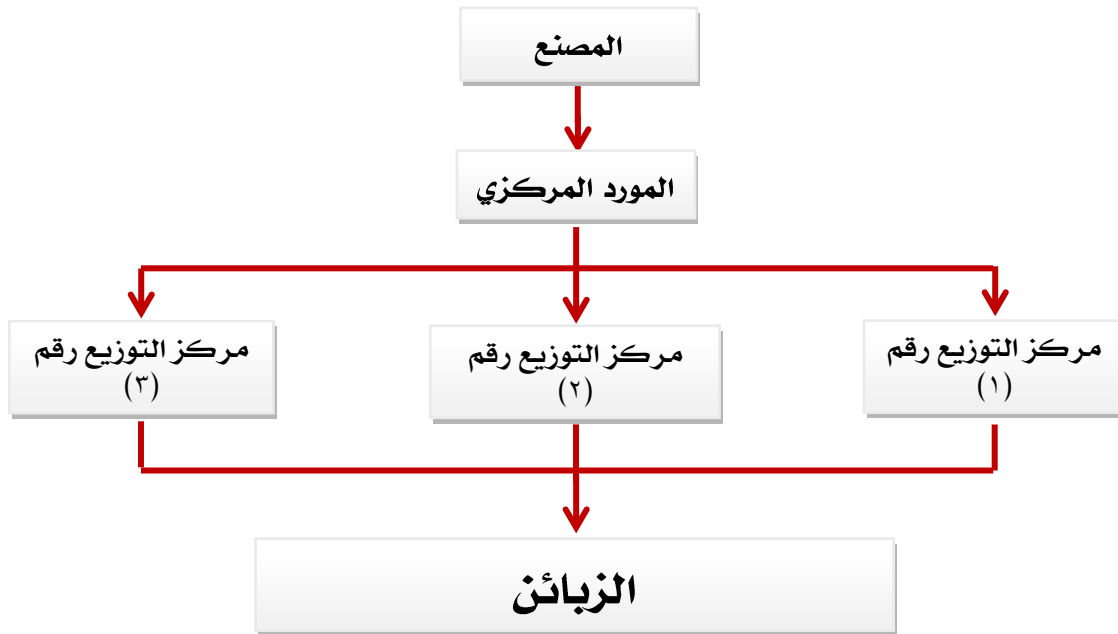 المصنع
المورد المركزي
مركز التوزيع رقم
(١)
مركز التوزيع رقم
(٢)
مركز التوزيع رقم
(٣)
الزبائن